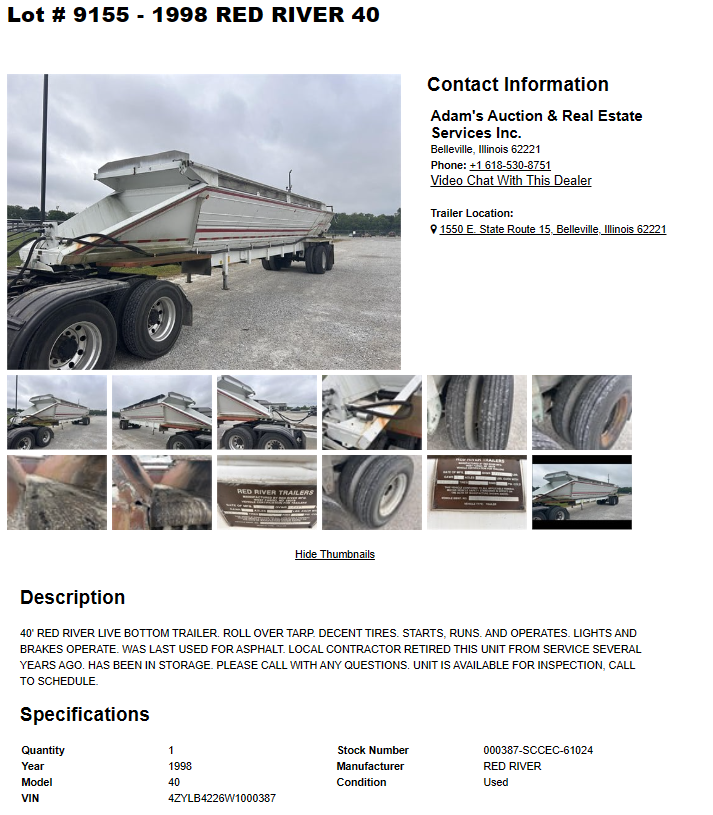 Lot # 9155 - 1998 RED RIVER 40
Contact Information
Adam's Auction & Real Estate
Services Inc.
Belleville, Illinois 62221
Phone: +1 618-530-8751
Video Chat With This Dealer
Trailer Location:
1550 E. State Route 15, Belleville, Illinois 62221
RED RIVER TRAILERS
RED RIVER TRAILERS
Hide Thumbnails
Description
40' RED RIVER LIVE BOTTOM TRAILER. ROLL OVER TARP. DECENT TIRES. STARTS, RUNS. AND OPERATES. LIGHTS AND
BRAKES OPERATE. WAS LAST USED FOR ASPHALT. LOCAL CONTRACTOR RETIRED THIS UNIT FROM SERVICE SEVERAL
YEARS AGO. HAS BEEN IN STORAGE. PLEASE CALL WITH ANY QUESTIONS. UNIT IS AVAILABLE FOR INSPECTION, CALL
TO SCHEDULE.
Specifications
Quantity 1 Stock Number 000387-SCCEC-61024
Year 1998 Manufacturer RED RIVER
Model 40 Condition Used
VIN 4ZYLB4226W1000387